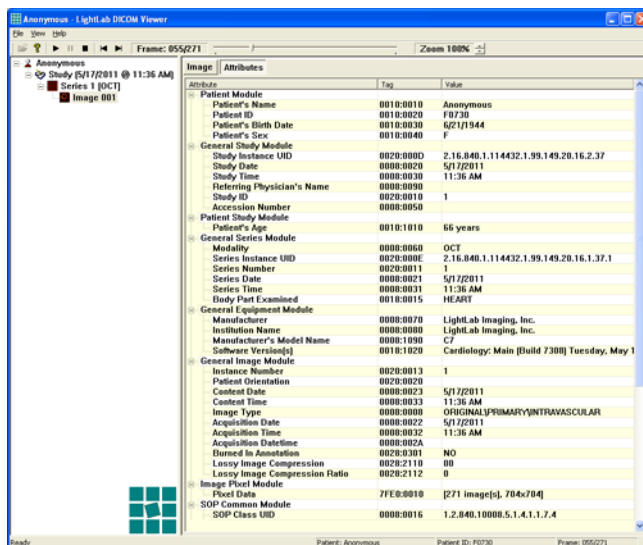 Anonymous - LightLab DICOM Viewer
File View Help
Frame: 055/271 Zoom 100%
Anonymous
Study (5/17/2011 @ 11:36 AM)
Series 1 [OCT]
Image 001
Image Attributes
Attribute Tag Value
Patient Module
Patient's Name 0010:0010 Anonymous
Patient ID 0010:0020 F0730
Patient's Birth Date 0010:0030 6/21/1944
Patient's Sex 0010:0040 F
General Study Module
Study Instance UID 0020:000D 2.16.840.1.114432.1.99.149.20.16.2.37
Study Date 0008:0020 5/17/2011
Study Time 0008:0030 11:36 AM
Referring Physician's Name 0008:0090
Study ID 0020:0010 1
Accession Number 0008:0050
Patient Study Module
Patient's Age 0010:1010 66 years
General Series Module
Modality 0008:0060 OCT
Series Instance UID 0020:000E 2.16.840.1.114432.1.99.149.20.16.1.37.1
Series Number 0020:0011 1
Series Date 0008:0021 5/17/2011
Series Time 0008:0031 11:36 AM
Body Part Examined 0018:0015 HEART
General Equipment Module
Manufacturer 0008:0070 LightLab Imaging, Inc.
Institution Name 0008:0080 LightLab Imaging, Inc.
Manufacturer's Model Name 0008:1090 C7
Software Version(s) 0018:1020 Cardiology: Main (Build 7308) Tuesday, May 1
General Image Module
Instance Number 0020:0013 1
Patient Orientation 0020:0020
Content Date 0008:0023 5/17/2011
Content Time 0008:0033 11:36 AM
Image Type 0008:0008 ORIGINAL\PRIMARY\INTRAVASCULAR
Acquisition Date 0008:0022 5/17/2011
Acquisition Time 0008:0032 11:36 AM
Acquisition Datetime 0008:002A
Burned In Annotation 0028:0301 NO
Lossy Image Compression 0028:2110 00
Lossy Image Compression Ratio 0028:2112 0
Image Pixel Module
Pixel Data 7FE0:0010 [271 image(s), 704x704]
SOP Common Module
SOP Class UID 0008:0016 1.2.840.10008.5.1.4.1.1.7.4
Ready Patient: Anonymous Patient ID: F0730 Frame: 055/271